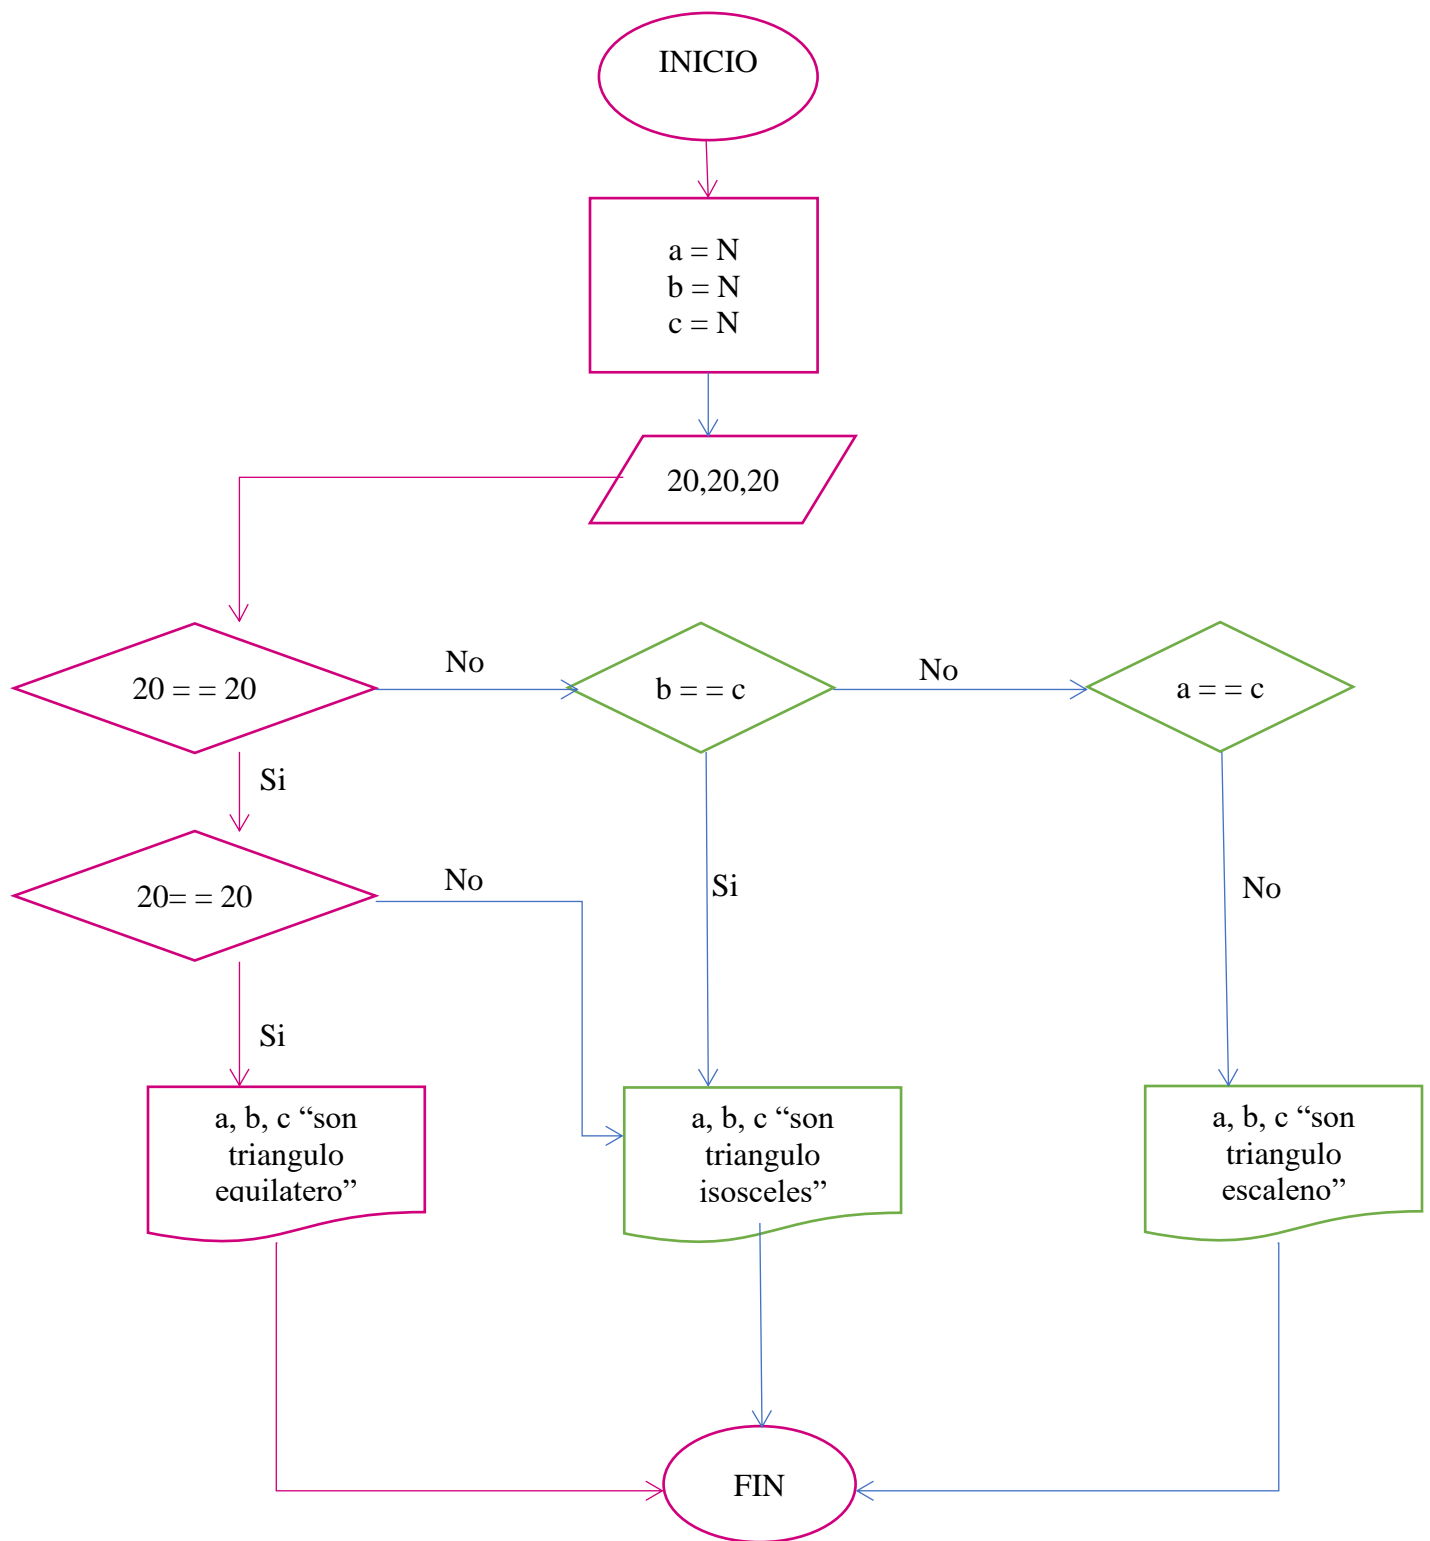 INICIO
a = N
b = N
c = N
20,20,20
20 = = 20
No
b = = c
No
a = = c
Si
20= = 20
No
Si
No
Si
a, b, c “son
triangulo
equilatero”
a, b, c “son
triangulo
isosceles”
a, b, c “son
triangulo
escaleno”
FIN